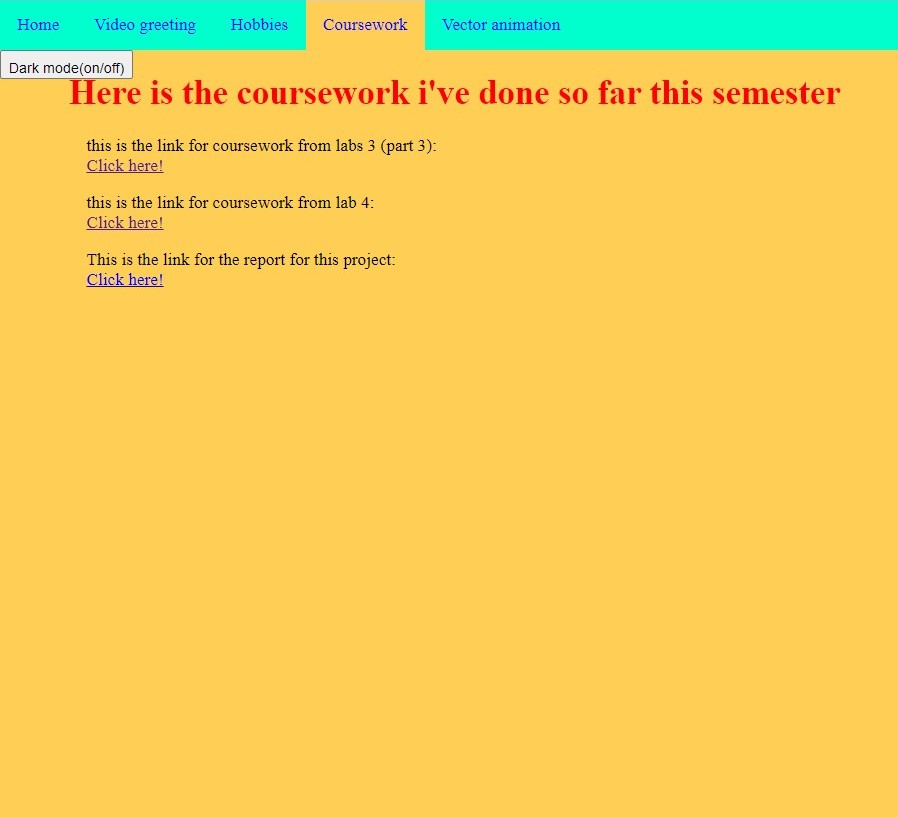 Home Video greeting Hobbies Coursework Vector animation
Dark mode(on/off)
Here is the coursework i've done so far this semester
this is the link for coursework from labs 3 (part 3):
Click here!
this is the link for coursework from lab 4:
Click here!
This is the link for the report for this project:
Click here!